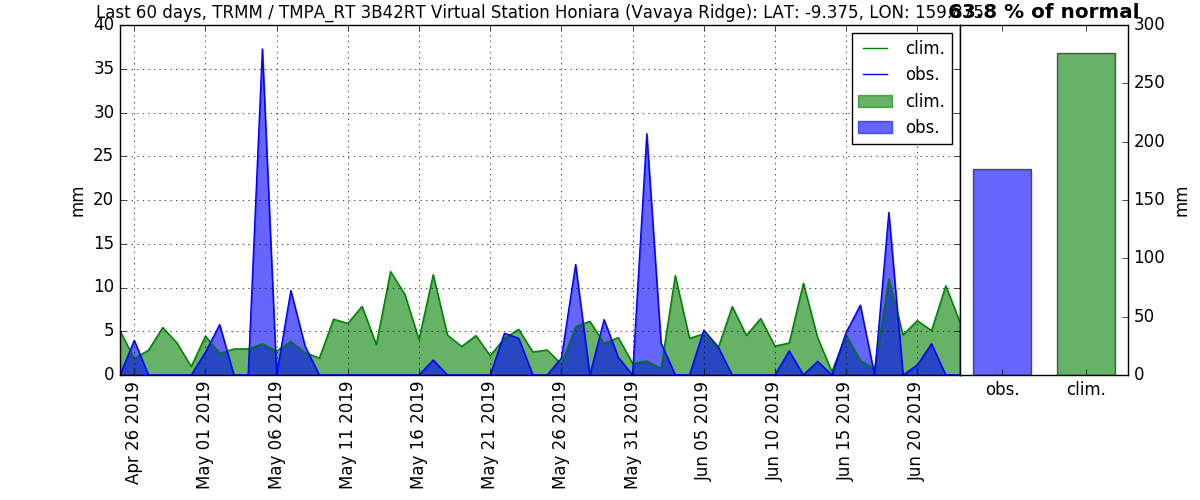 Last 60 days, TRMM / TMPA_RT 3B42RT Virtual Station Honiara (Vavaya Ridge): LAT: -9.375, LON:
63.8 % of normal
40
35
30
25
20
15
10
5
0
mm
clim.
obs.
clim.
obs.
300
250
200
150
100
50
0
mm
obs.
clim.
Apr 26 2019
May 01 2019
May 06 2019
May 11 2019
May 16 2019
May 21 2019
May 26 2019
May 31 2019
Jun 05 2019
Jun 10 2019
Jun 15 2019
Jun 20 2019